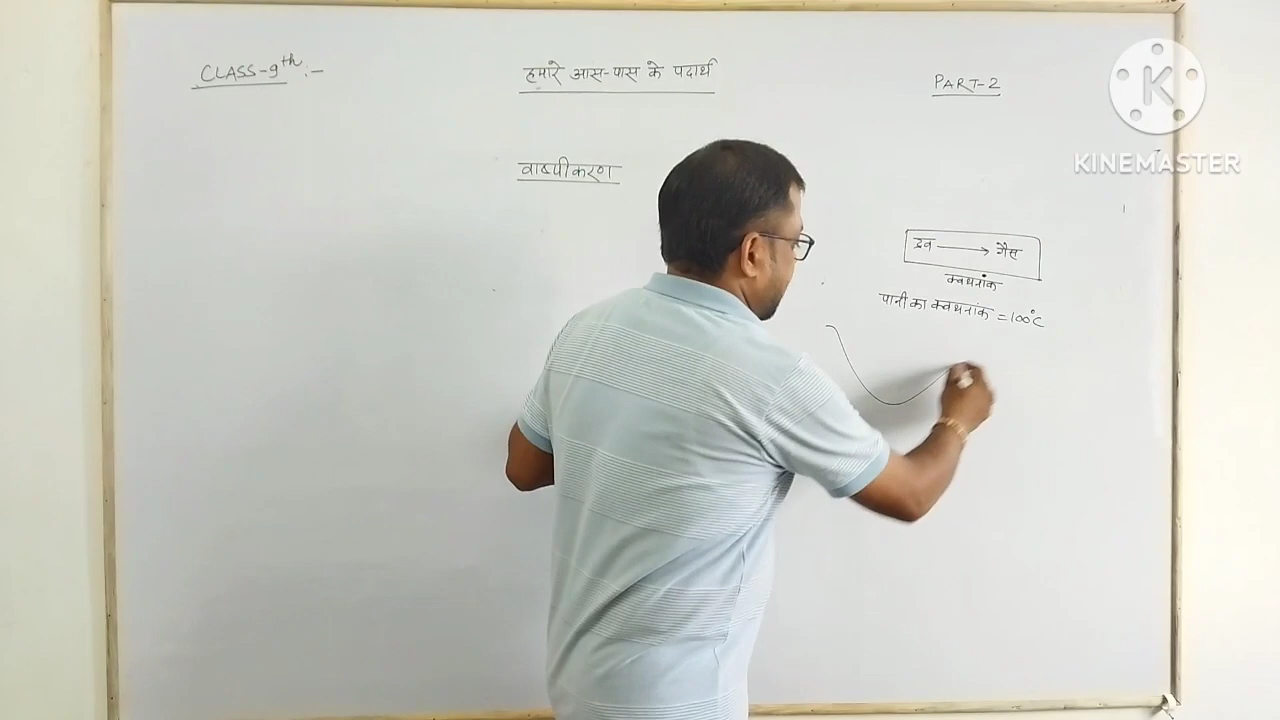 CLASS-9th:-
हमारे आस-पास के पदार्थ
PART-2
K
KINEMASTER
वाष्पीकरण
द्रव → गैस
क्वथनांक
पानी का क्वथनांक = 100°C